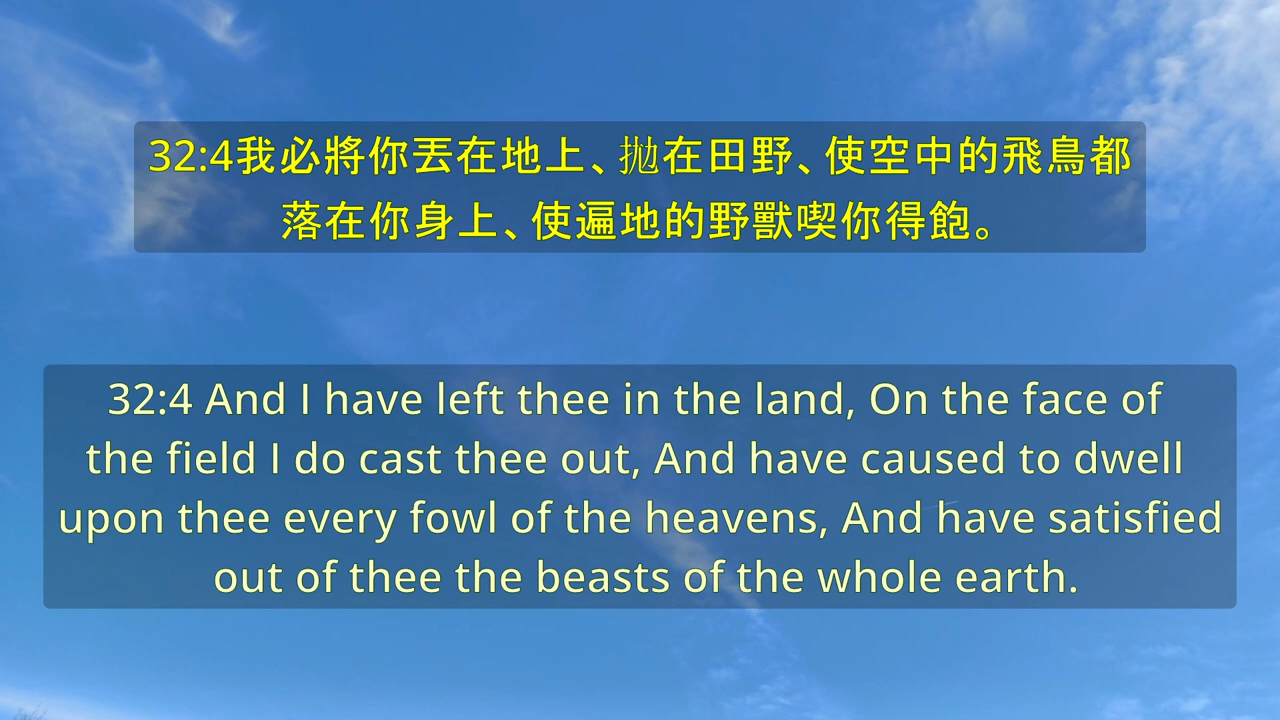 32:4我必將你丟在地上、拋在田野、使空中的飛鳥都
落在你身上、使遍地的野獸喫你得飽。
32:4 And I have left thee in the land, On the face of
the field I do cast thee out, And have caused to dwell
upon thee every fowl of the heavens, And have satisfied
out of thee the beasts of the whole earth.